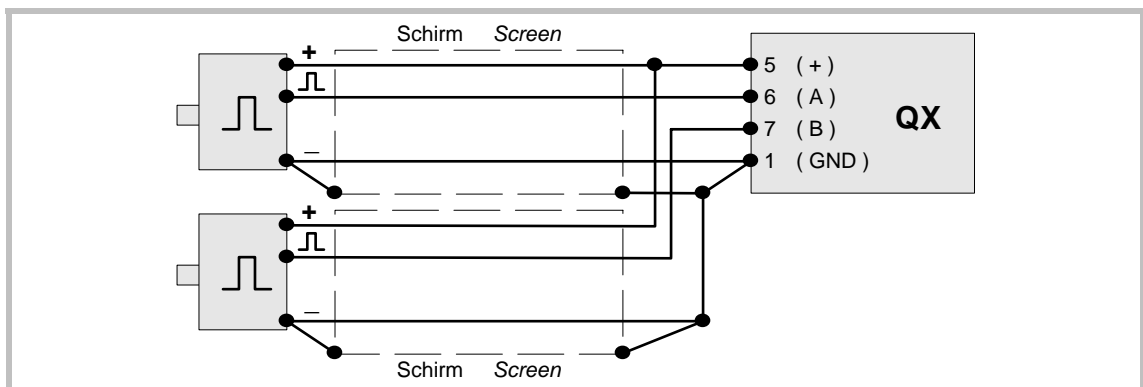 Schirm Screen
+
–
+
–
5 ( + )
6 ( A )
7 ( B )
1 ( GND )
QX
Schirm Screen